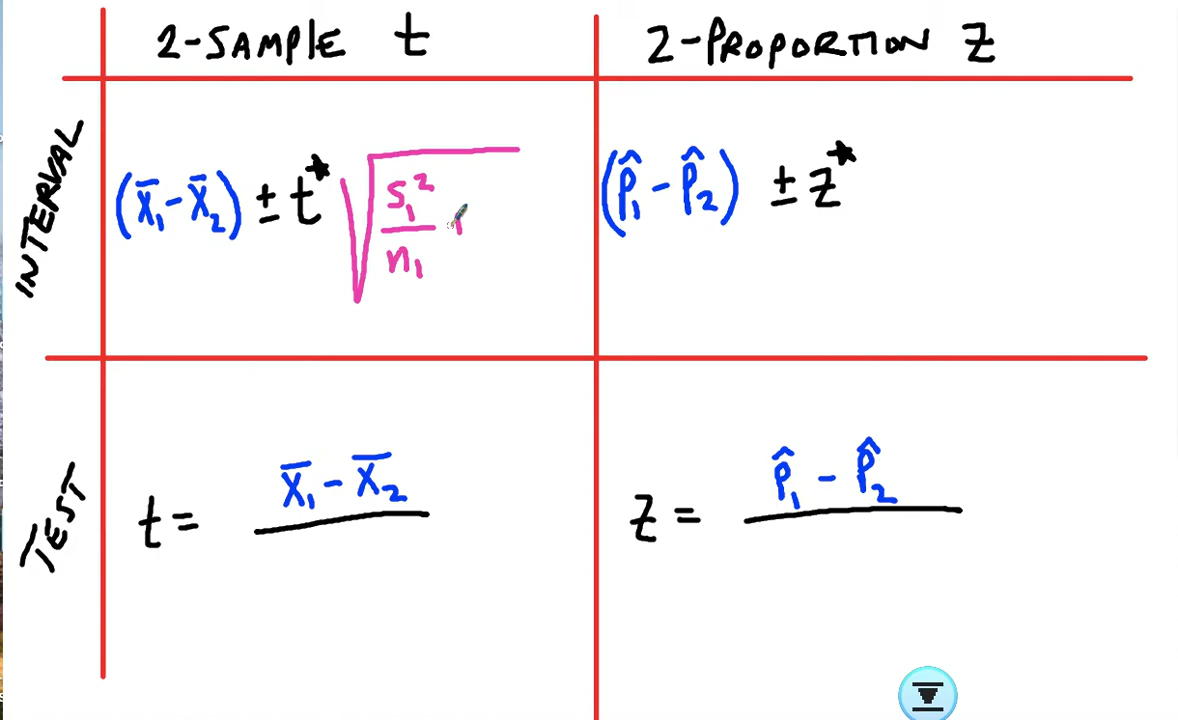 2-SAMPLE t
2-PROPORTION Z
INTERVAL
(x̄₁-x̄₂) ± t* √ s₁²/n₁
(p̂₁-p̂₂) ± z*
TEST
t = x̄₁ - x̄₂
z = p̂₁ - p̂₂